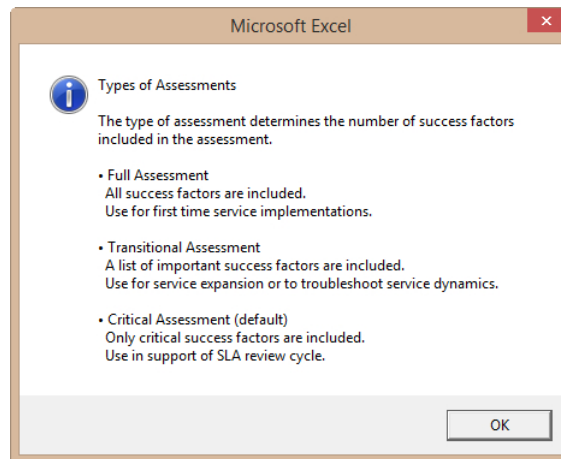 Microsoft Excel
Types of Assessments
The type of assessment determines the number of success factors
included in the assessment.
• Full Assessment
All success factors are included.
Use for first time service implementations.
• Transitional Assessment
A list of important success factors are included.
Use for service expansion or to troubleshoot service dynamics.
• Critical Assessment (default)
Only critical success factors are included.
Use in support of SLA review cycle.
OK